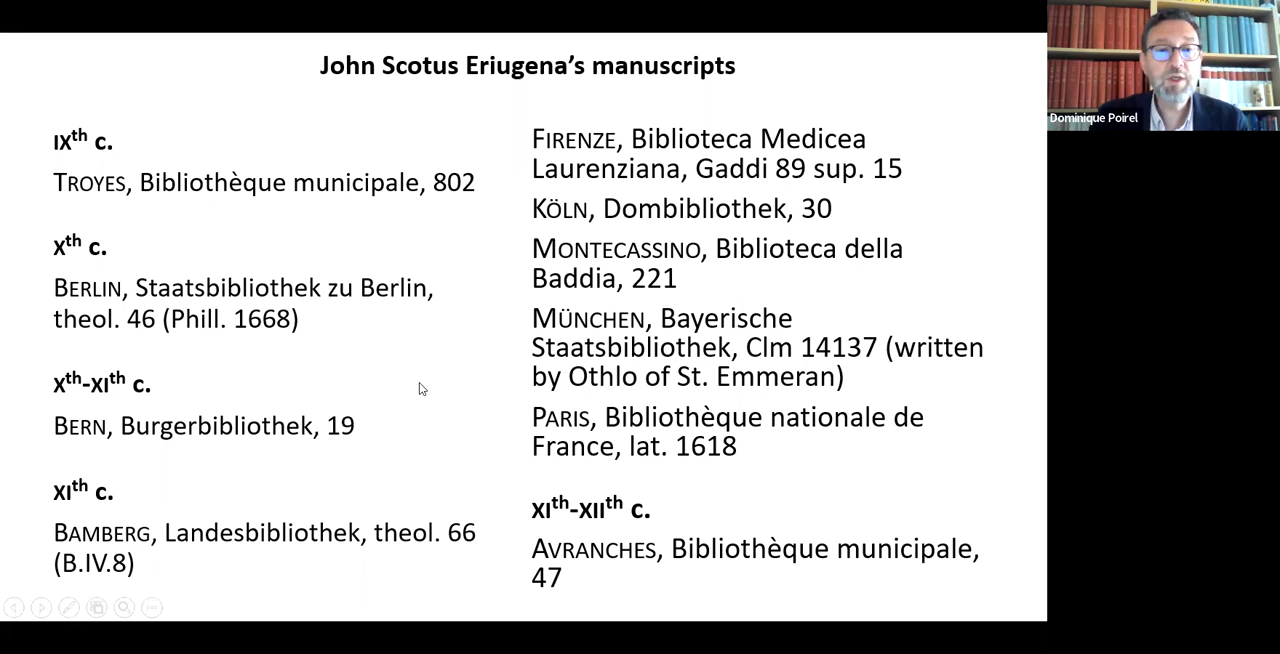 John Scotus Eriugena's manuscripts
IXth c.
TROYES, Bibliothèque municipale, 802
Xth c.
BERLIN, Staatsbibliothek zu Berlin,
theol. 46 (Phill. 1668)
Xth-XIth c.
BERN, Burgerbibliothek, 19
XIth c.
BAMBERG, Landesbibliothek, theol. 66
(B.IV.8)
FIRENZE, Biblioteca Medicea
Laurenziana, Gaddi 89 sup. 15
KÖLN, Dombibliothek, 30
MONTECASSINO, Biblioteca della
Baddia, 221
MÜNCHEN, Bayerische
Staatsbibliothek, Clm 14137 (written
by Othlo of St. Emmeran)
PARIS, Bibliothèque nationale de
France, lat. 1618
XIth-XIIth c.
AVRANCHES, Bibliothèque municipale,
47
Dominique Poirel